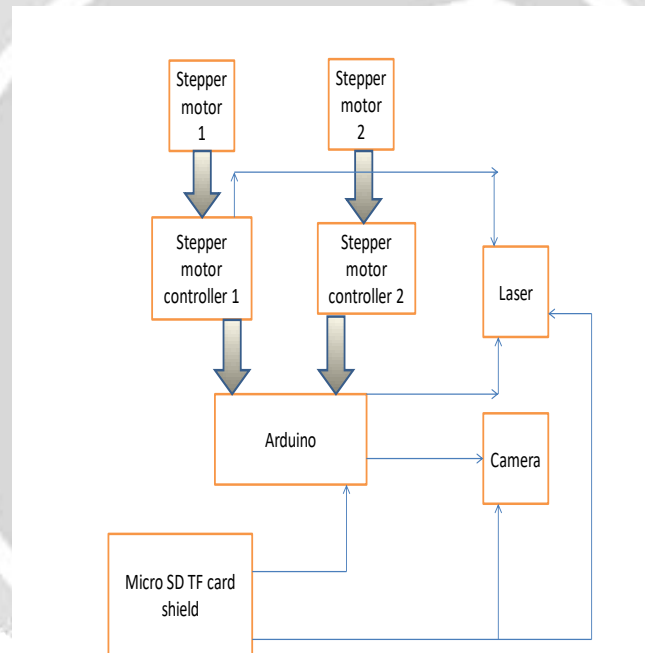 Stepper
motor
1
Stepper
motor
2
Stepper
motor
controller 1
Stepper
motor
controller 2
Laser
Arduino
Camera
Micro SD TF card
shield